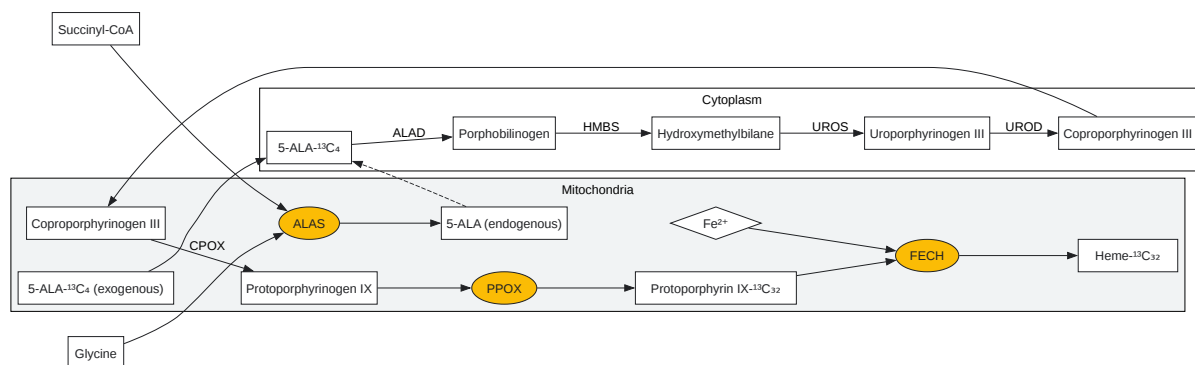 Succinyl-CoA
Cytoplasm
5-ALA-¹³C₄
ALAD
Porphobilinogen
HMBS
Hydroxymethylbilane
UROS
Uroporphyrinogen III
UROD
Coproporphyrinogen III
Mitochondria
Coproporphyrinogen III
ALAS
5-ALA (endogenous)
Fe²⁺
CPOX
FECH
Heme-¹³C₃₂
5-ALA-¹³C₄ (exogenous)
Protoporphyrinogen IX
PPOX
Protoporphyrin IX-¹³C₃₂
Glycine